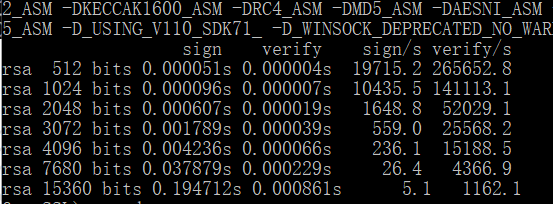 2_ASM -DKECCAK1600_ASM -DRC4_ASM -DMD5_ASM -DAESNI_ASM
5_ASM -D_USING_V110_SDK71_ -D_WINSOCK_DEPRECATED_NO_WAR
sign verify sign/s verify/s
rsa 512 bits 0.000051s 0.000004s 19715.2 265652.8
rsa 1024 bits 0.000096s 0.000007s 10435.5 141113.1
rsa 2048 bits 0.000607s 0.000019s 1648.8 52029.1
rsa 3072 bits 0.001789s 0.000039s 559.0 25568.2
rsa 4096 bits 0.004236s 0.000066s 236.1 15188.5
rsa 7680 bits 0.037879s 0.000229s 26.4 4366.9
rsa 15360 bits 0.194712s 0.000861s 5.1 1162.1